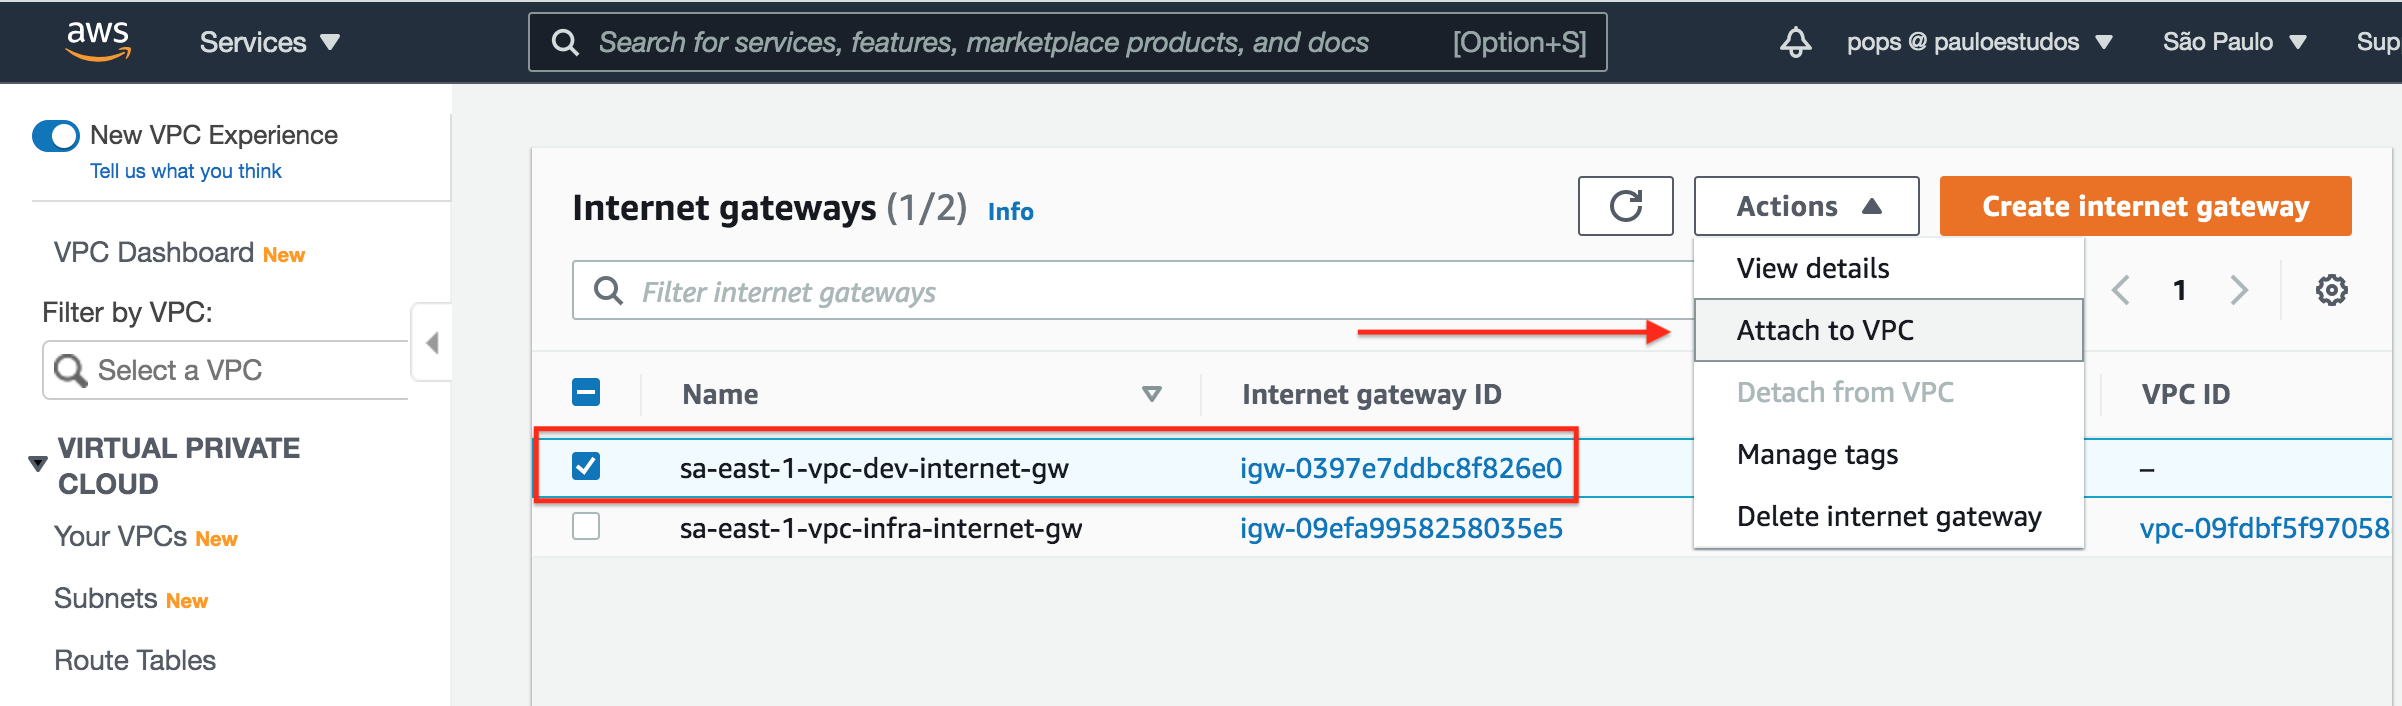 aws
Services
Search for services, features, marketplace products, and docs
[Option+S]
pops @ pauloestudos
São Paulo
Sup
New VPC Experience
Tell us what you think
VPC Dashboard New
Filter by VPC:
Select a VPC
VIRTUAL PRIVATE
CLOUD
Your VPCs New
Subnets New
Route Tables
Internet gateways (1/2) Info
Actions
Create internet gateway
Filter internet gateways
View details
Attach to VPC
Detach from VPC
Manage tags
Delete internet gateway
1
Name
Internet gateway ID
VPC ID
sa-east-1-vpc-dev-internet-gw
igw-0397e7ddbc8f826e0
–
sa-east-1-vpc-infra-internet-gw
igw-09efa9958258035e5
vpc-09fdbf5f97058